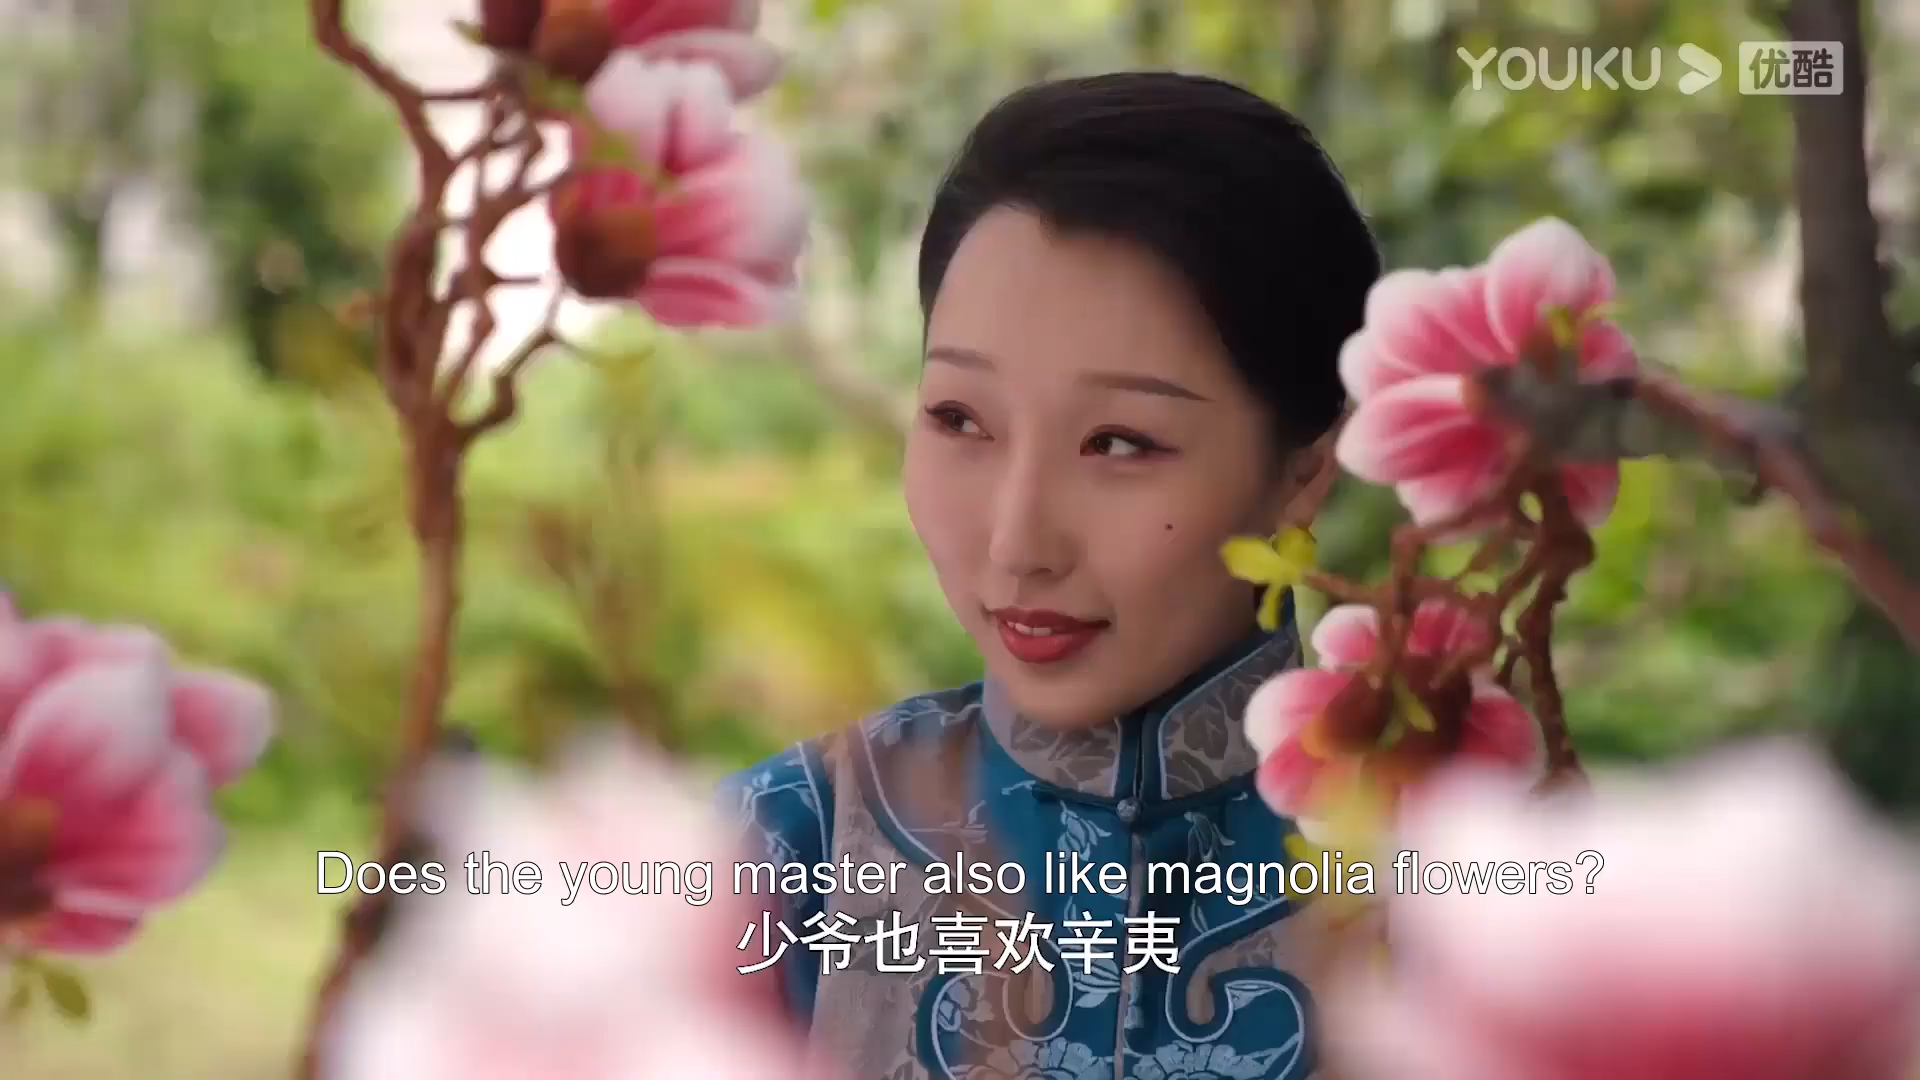 YOUKU 优酷
Does the young master also like magnolia flowers?
少爷也喜欢辛夷